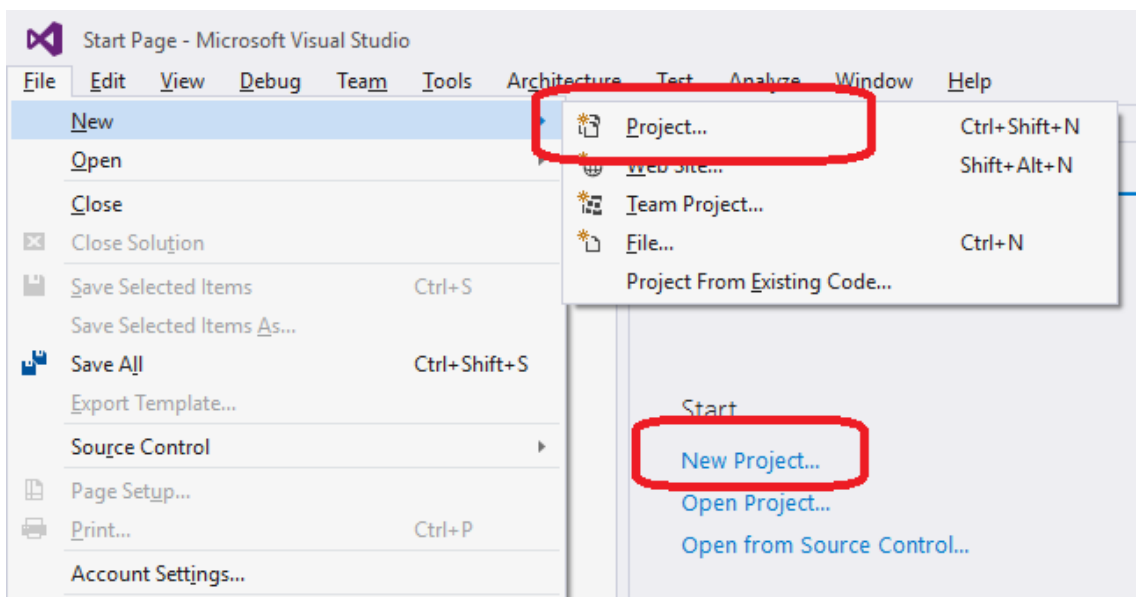 Start Page - Microsoft Visual Studio
File Edit View Debug Team Tools Architecture Test Analyze Window Help
New
Open
Close
Close Solution
Save Selected Items Ctrl+S
Save Selected Items As...
Save All Ctrl+Shift+S
Export Template...
Source Control
Page Setup...
Print... Ctrl+P
Account Settings...
Project... Ctrl+Shift+N
Web Site... Shift+Alt+N
Team Project...
File... Ctrl+N
Project From Existing Code...
Start
New Project...
Open Project...
Open from Source Control...